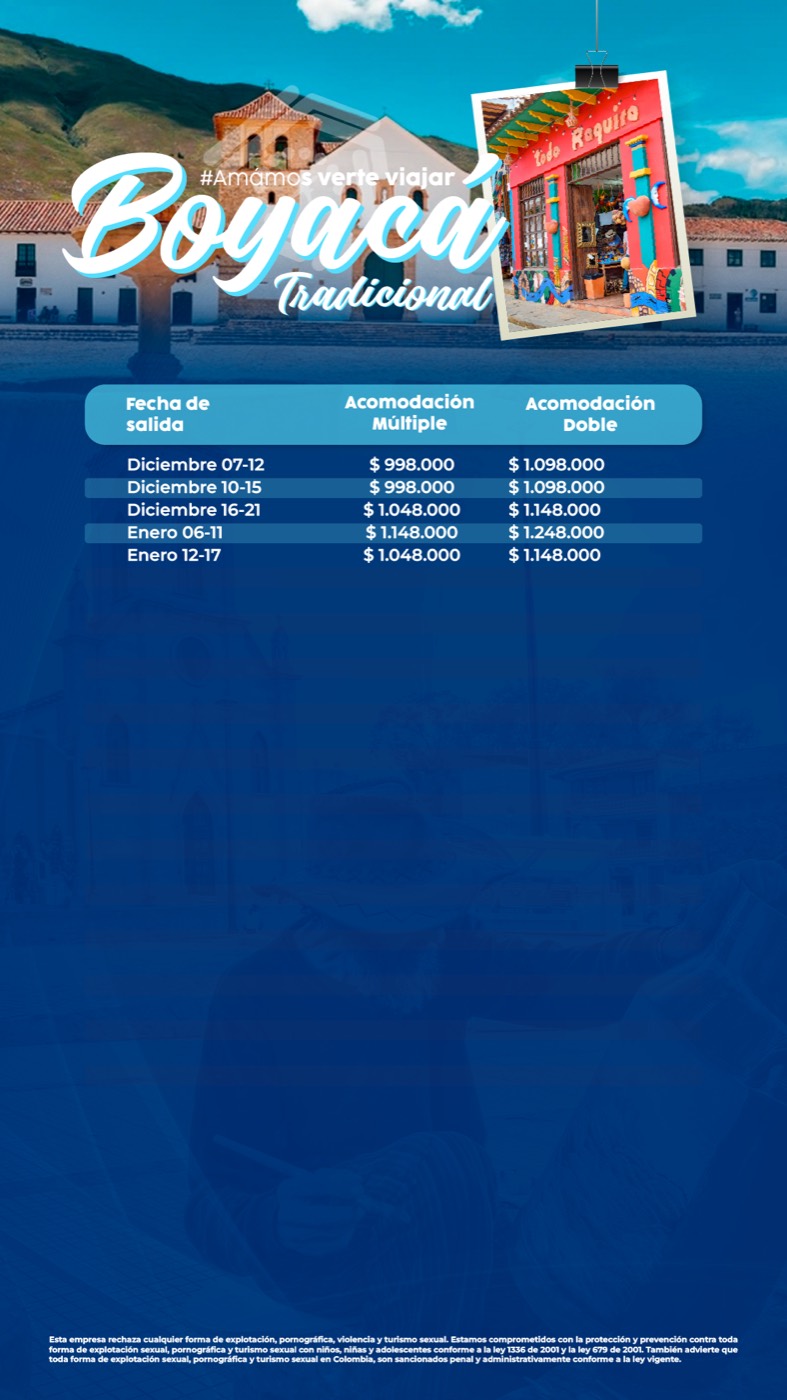 Todo Raquira
#Amámos verte viajar
Boyacá
Tradicional
Fecha de salida Acomodación Múltiple Acomodación Doble
Diciembre 07-12 $ 998.000 $ 1.098.000
Diciembre 10-15 $ 998.000 $ 1.098.000
Diciembre 16-21 $ 1.048.000 $ 1.148.000
Enero 06-11 $ 1.148.000 $ 1.248.000
Enero 12-17 $ 1.048.000 $ 1.148.000
Esta empresa rechaza cualquier forma de explotación, pornográfica, violencia y turismo sexual. Estamos comprometidos con la protección y prevención contra toda
forma de explotación sexual, pornográfica y turismo sexual con niños, niñas y adolescentes conforme a la ley 1336 de 2001 y la ley 679 de 2001. También advierte que
toda forma de explotación sexual, pornográfica y turismo sexual en Colombia, son sancionados penal y administrativamente conforme a la ley vigente.